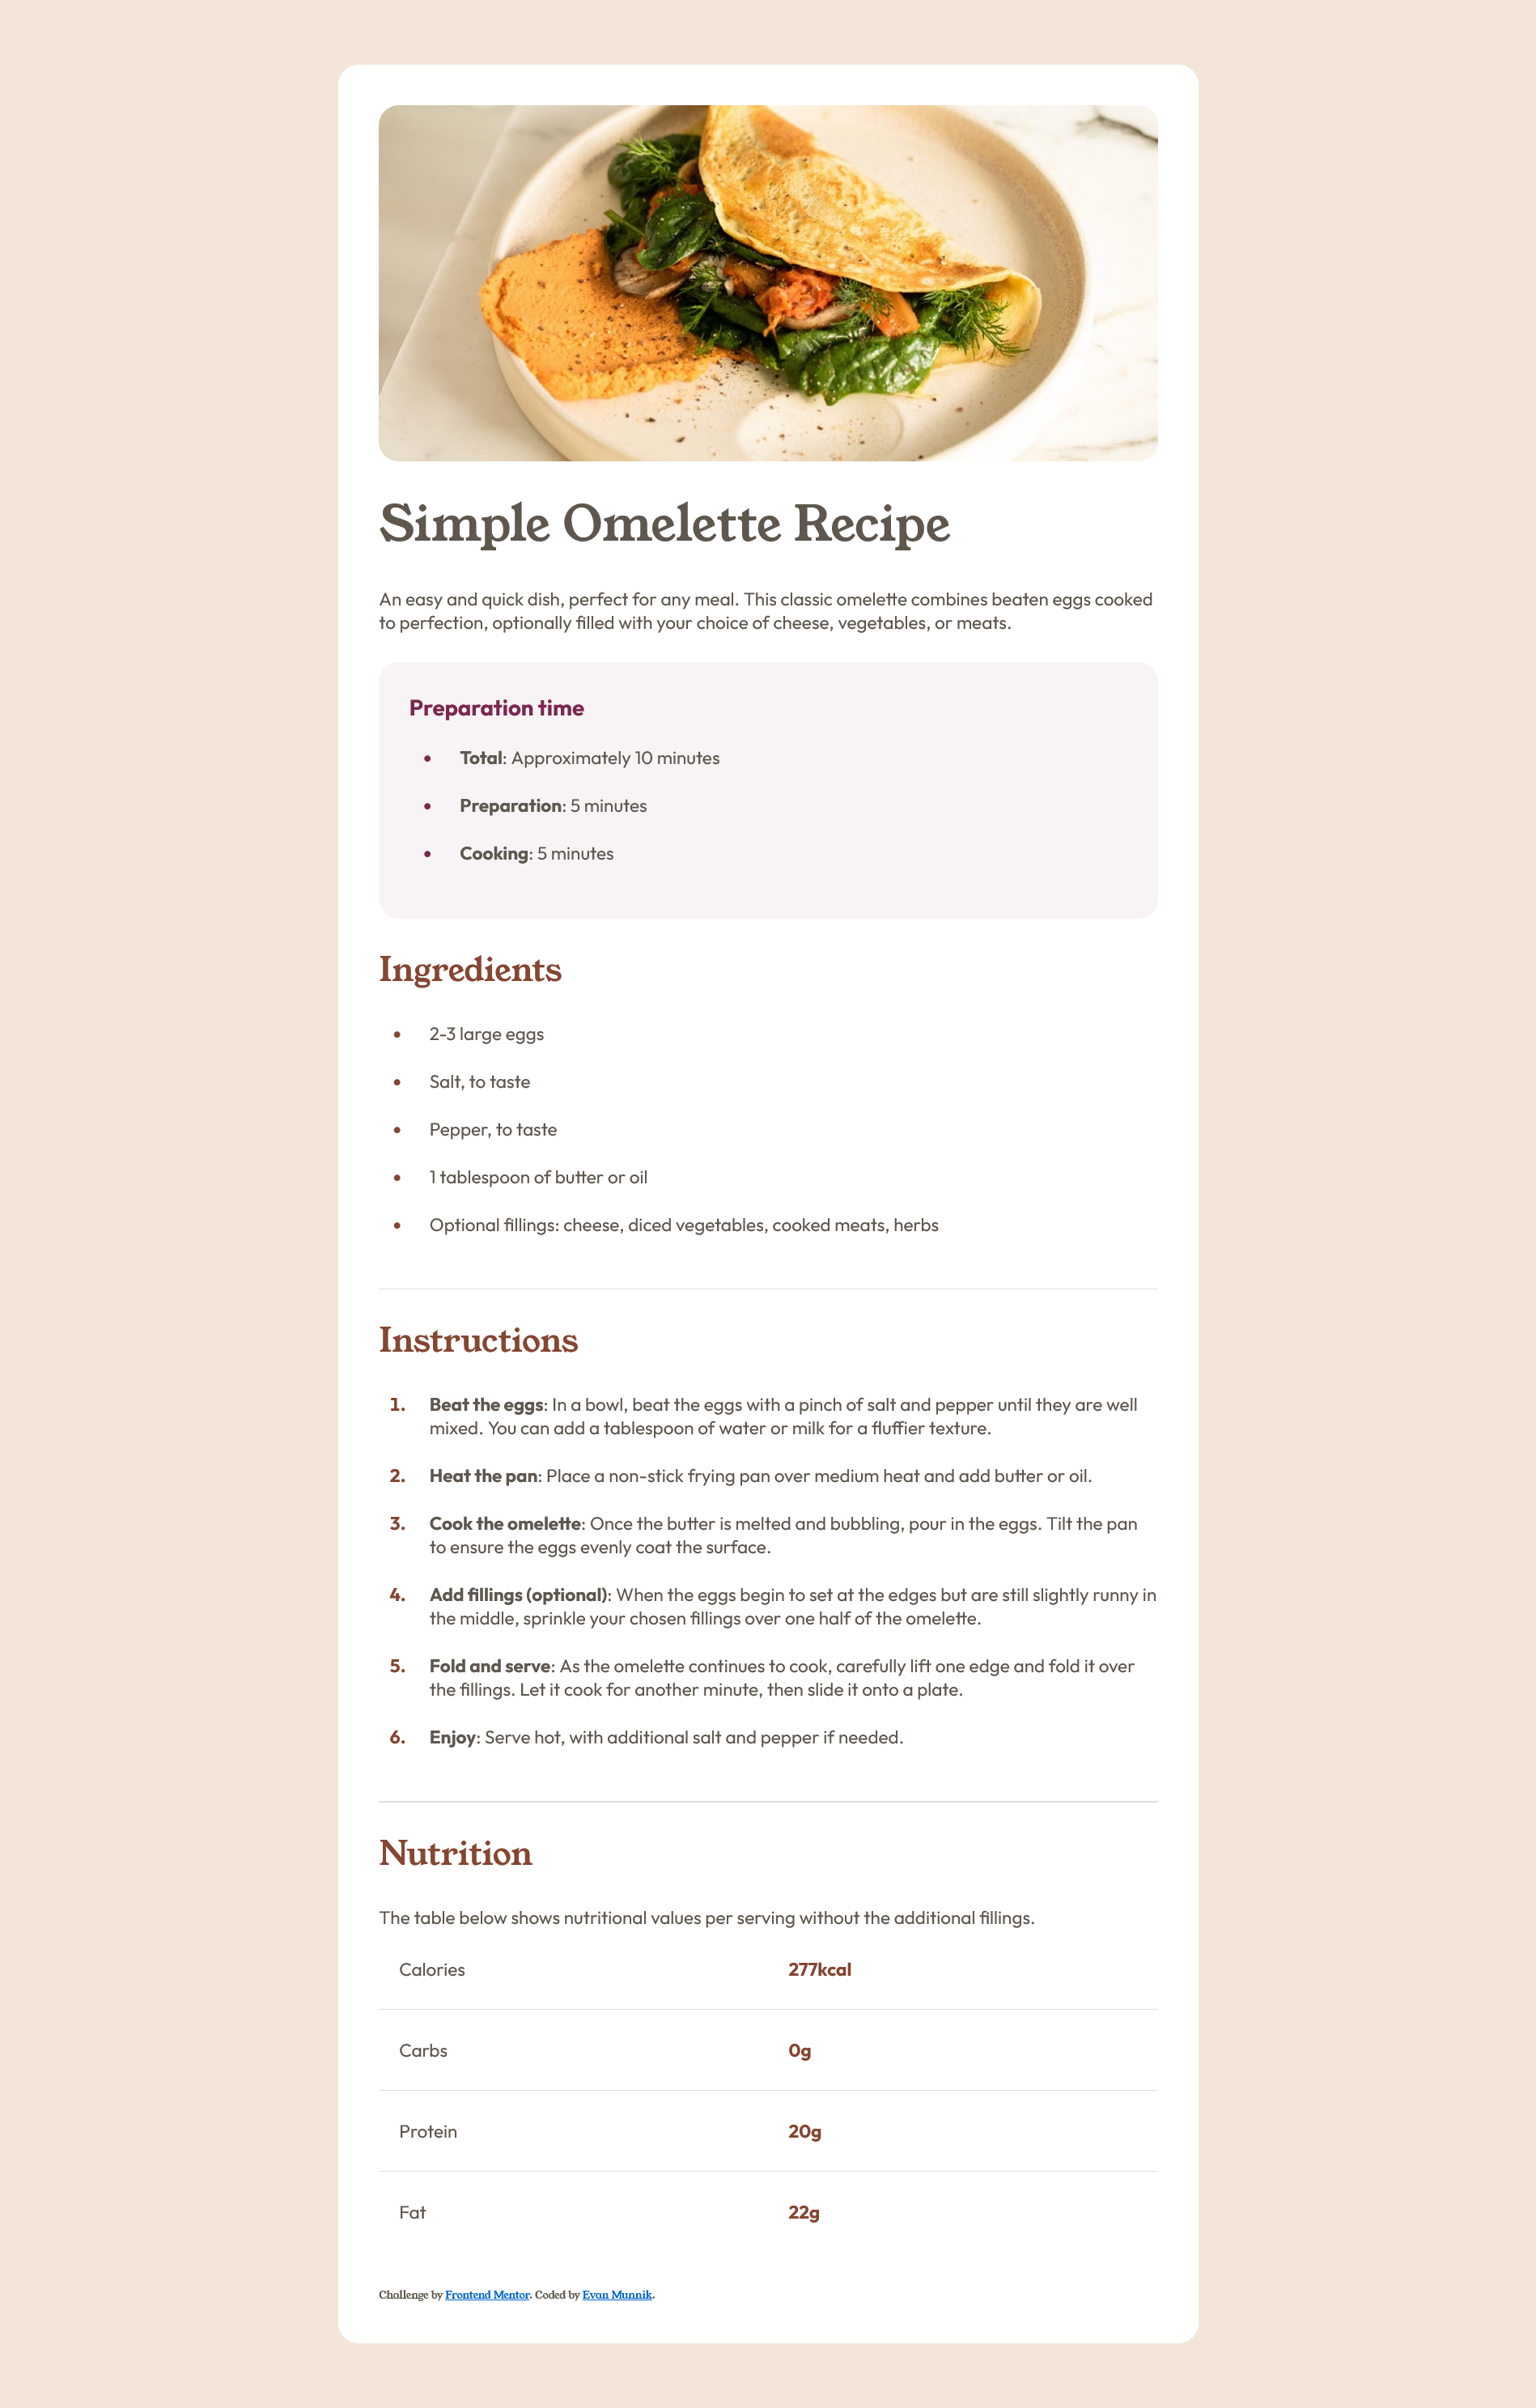 Simple Omelette Recipe
An easy and quick dish, perfect for any meal. This classic omelette combines beaten eggs cooked
to perfection, optionally filled with your choice of cheese, vegetables, or meats.
Preparation time
• Total: Approximately 10 minutes
• Preparation: 5 minutes
• Cooking: 5 minutes
Ingredients
• 2-3 large eggs
• Salt, to taste
• Pepper, to taste
• 1 tablespoon of butter or oil
• Optional fillings: cheese, diced vegetables, cooked meats, herbs
Instructions
1. Beat the eggs: In a bowl, beat the eggs with a pinch of salt and pepper until they are well
mixed. You can add a tablespoon of water or milk for a fluffier texture.
2. Heat the pan: Place a non-stick frying pan over medium heat and add butter or oil.
3. Cook the omelette: Once the butter is melted and bubbling, pour in the eggs. Tilt the pan
to ensure the eggs evenly coat the surface.
4. Add fillings (optional): When the eggs begin to set at the edges but are still slightly runny in
the middle, sprinkle your chosen fillings over one half of the omelette.
5. Fold and serve: As the omelette continues to cook, carefully lift one edge and fold it over
the fillings. Let it cook for another minute, then slide it onto a plate.
6. Enjoy: Serve hot, with additional salt and pepper if needed.
Nutrition
The table below shows nutritional values per serving without the additional fillings.
Calories 277kcal
Carbs 0g
Protein 20g
Fat 22g
Challenge by Frontend Mentor. Coded by Evan Munnik.